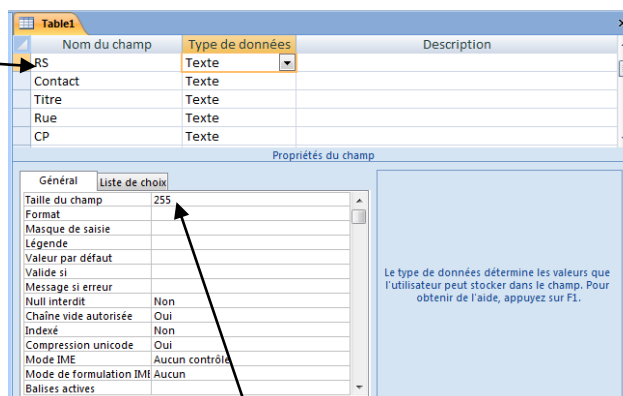 Table1
Nom du champ Type de données Description
RS Texte
Contact Texte
Titre Texte
Rue Texte
CP Texte
Propriétés du champ
Général Liste de choix
Taille du champ 255
Format
Masque de saisie
Légende
Valeur par défaut
Valide si
Message si erreur
Null interdit Non
Chaîne vide autorisée Oui
Indexé Non
Compression unicode Oui
Mode IME Aucun contrôle
Mode de formulation IME Aucun
Balises actives
Le type de données détermine les valeurs que
l'utilisateur peut stocker dans le champ. Pour
obtenir de l'aide, appuyez sur F1.